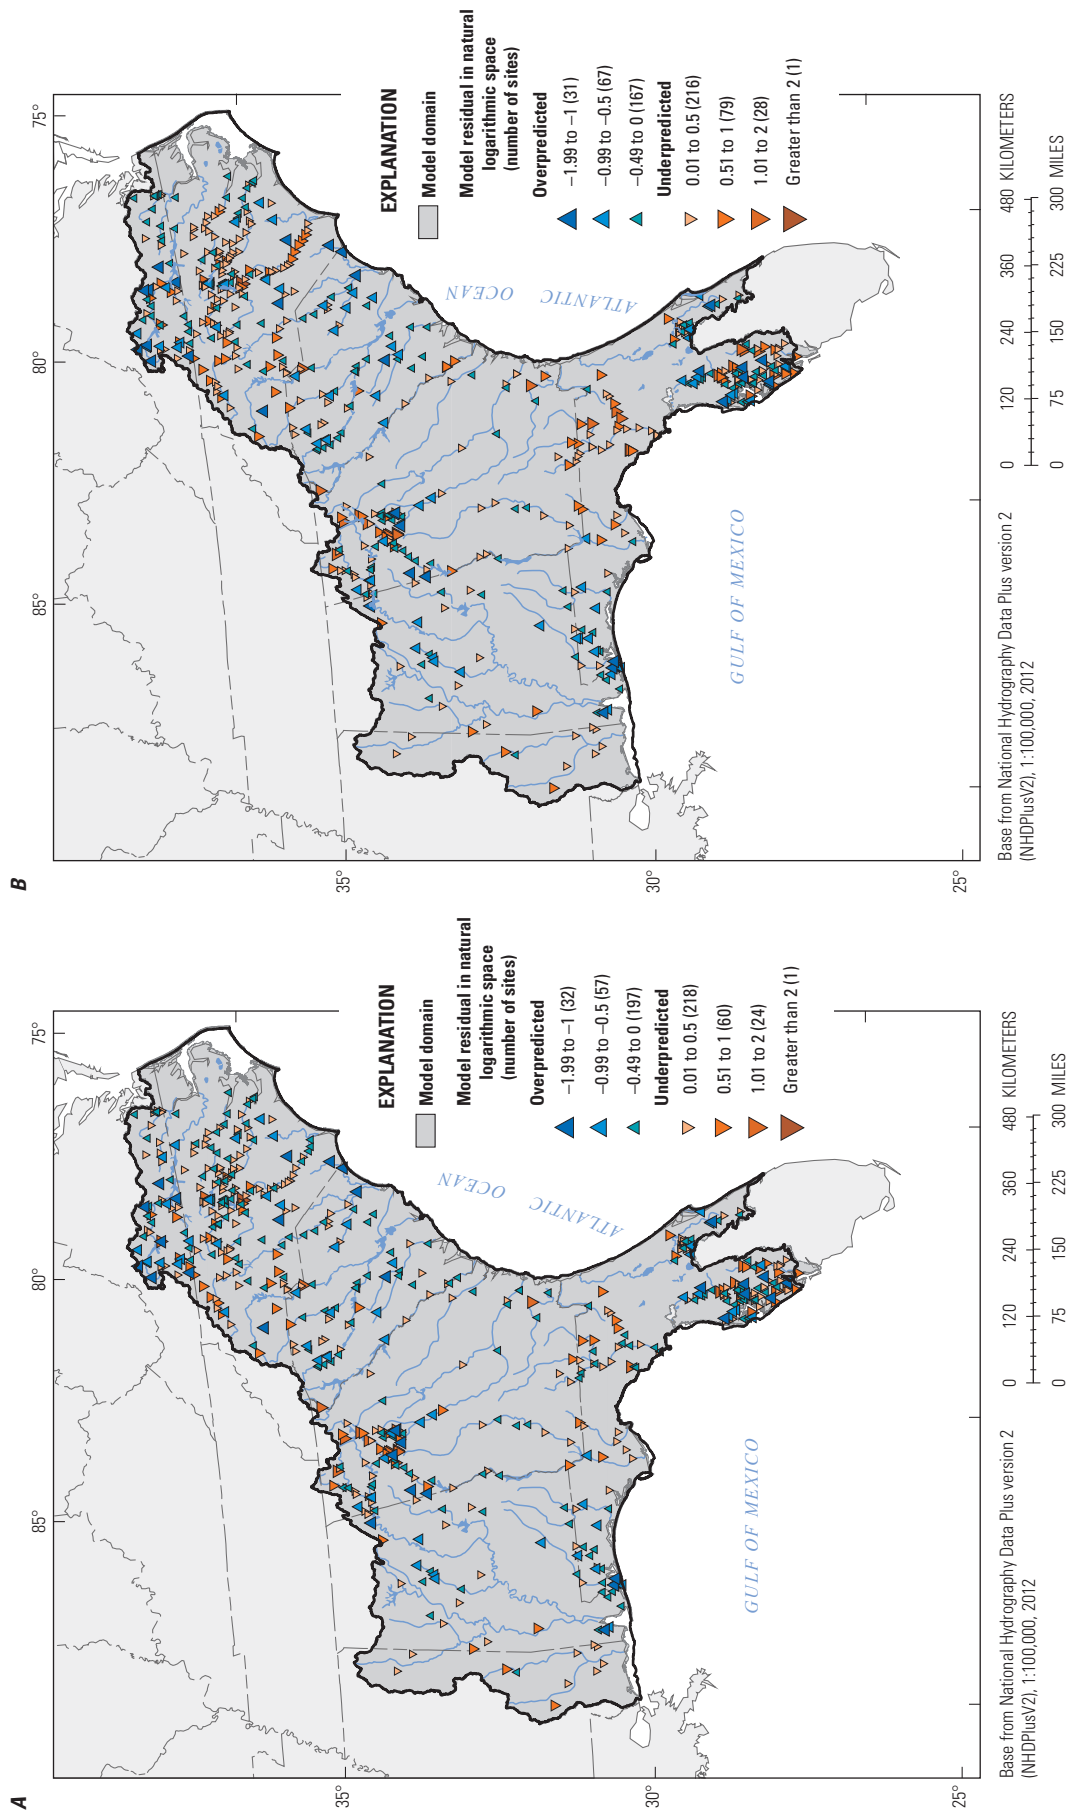 A
75°
80°
85°
35°
30°
25°
ATLANTIC
OCEAN
GULF OF MEXICO
EXPLANATION
Model domain
Model residual in natural
logarithmic space
(number of sites)
Overpredicted
−1.99 to −1 (32)
−0.99 to −0.5 (57)
−0.49 to 0 (197)
Underpredicted
0.01 to 0.5 (218)
0.51 to 1 (60)
1.01 to 2 (24)
Greater than 2 (1)
Base from National Hydrography Data Plus version 2
(NHDPlusV2), 1:100,000, 2012
0 120 240 360 480 KILOMETERS
0 75 150 225 300 MILES
B
75°
80°
85°
35°
30°
25°
ATLANTIC
OCEAN
GULF OF MEXICO
EXPLANATION
Model domain
Model residual in natural
logarithmic space
(number of sites)
Overpredicted
−1.99 to −1 (31)
−0.99 to −0.5 (67)
−0.49 to 0 (167)
Underpredicted
0.01 to 0.5 (216)
0.51 to 1 (79)
1.01 to 2 (28)
Greater than 2 (1)
Base from National Hydrography Data Plus version 2
(NHDPlusV2), 1:100,000, 2012
0 120 240 360 480 KILOMETERS
0 75 150 225 300 MILES